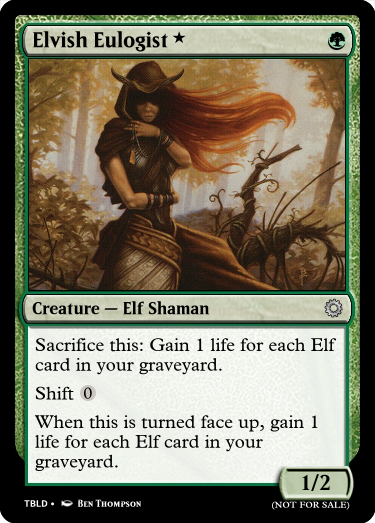 Elvish Eulogist ★
Creature — Elf Shaman
Sacrifice this: Gain 1 life for each Elf
card in your graveyard.
Shift 0
When this is turned face up, gain 1
life for each Elf card in your
graveyard.
1/2
TBLD • Ben Thompson
(NOT FOR SALE)